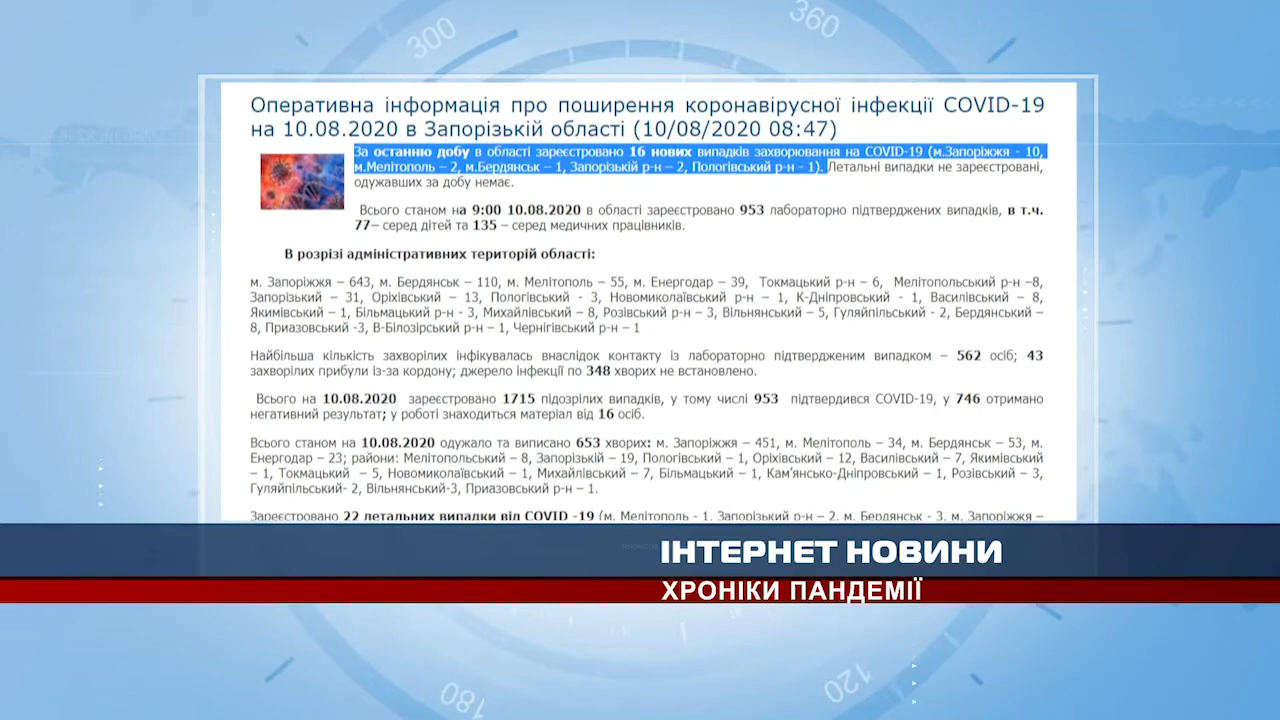 300
360
Оперативна інформація про поширення коронавірусної інфекції COVID-19
на 10.08.2020 в Запорізькій області (10/08/2020 08:47)
За останню добу в області зареєстровано 16 нових випадків захворювання на COVID-19 (м.Запоріжжя - 10,
м.Мелітополь – 2, м.Бердянськ – 1, Запорізькій р-н – 2, Пологівський р-н - 1). Летальні випадки не зареєстровані,
одужавших за добу немає.
Всього станом на 9:00 10.08.2020 в області зареєстровано 953 лабораторно підтверджених випадків, в т.ч.
77– серед дітей та 135 – серед медичних працівників.
В розрізі адміністративних територій області:
м. Запоріжжя – 643, м. Бердянськ – 110, м. Мелітополь – 55, м. Енергодар – 39, Токмацький р-н – 6, Мелітопольський р-н –8,
Запорізький – 31, Оріхівський – 13, Пологівський - 3, Новомиколаївський р-н – 1, К-Дніпровський - 1, Василівський – 8,
Якимівський – 1, Більмацький р-н - 3, Михайлівський – 8, Розівський р-н – 3, Вільнянський – 5, Гуляйпільський - 2, Бердянський –
8, Приазовський -3, В-Білозірський р-н – 1, Чернігівський р-н – 1
Найбільша кількість захворілих інфікувалась внаслідок контакту із лабораторно підтвердженим випадком – 562 осіб; 43
захворілих прибули із-за кордону; джерело інфекції по 348 хворих не встановлено.
Всього на 10.08.2020 зареєстровано 1715 підозрілих випадків, у тому числі 953 підтвердився COVID-19, у 746 отримано
негативний результат; у роботі знаходиться матеріал від 16 осіб.
Всього станом на 10.08.2020 одужало та виписано 653 хворих: м. Запоріжжя – 451, м. Мелітополь – 34, м. Бердянськ – 53, м.
Енергодар – 23; райони: Мелітопольський – 8, Запорізькій – 19, Пологівський – 1, Оріхівський – 12, Василівський – 7, Якимівський
– 1, Токмацький – 5, Новомиколаївський – 1, Михайлівський – 7, Більмацький – 1, Кам’янсько-Дніпровський – 1, Розівський – 3,
Гуляйпільський- 2, Вільнянський-3, Приазовський р-н – 1.
Зареєстровано 22 летальних випадки від COVID -19 (м. Мелітополь - 1, Запорізький р-н – 2, м. Бердянськ - 3, м. Запоріжжя –
ІНТЕРНЕТ НОВИНИ
ХРОНІКИ ПАНДЕМІЇ
180
120